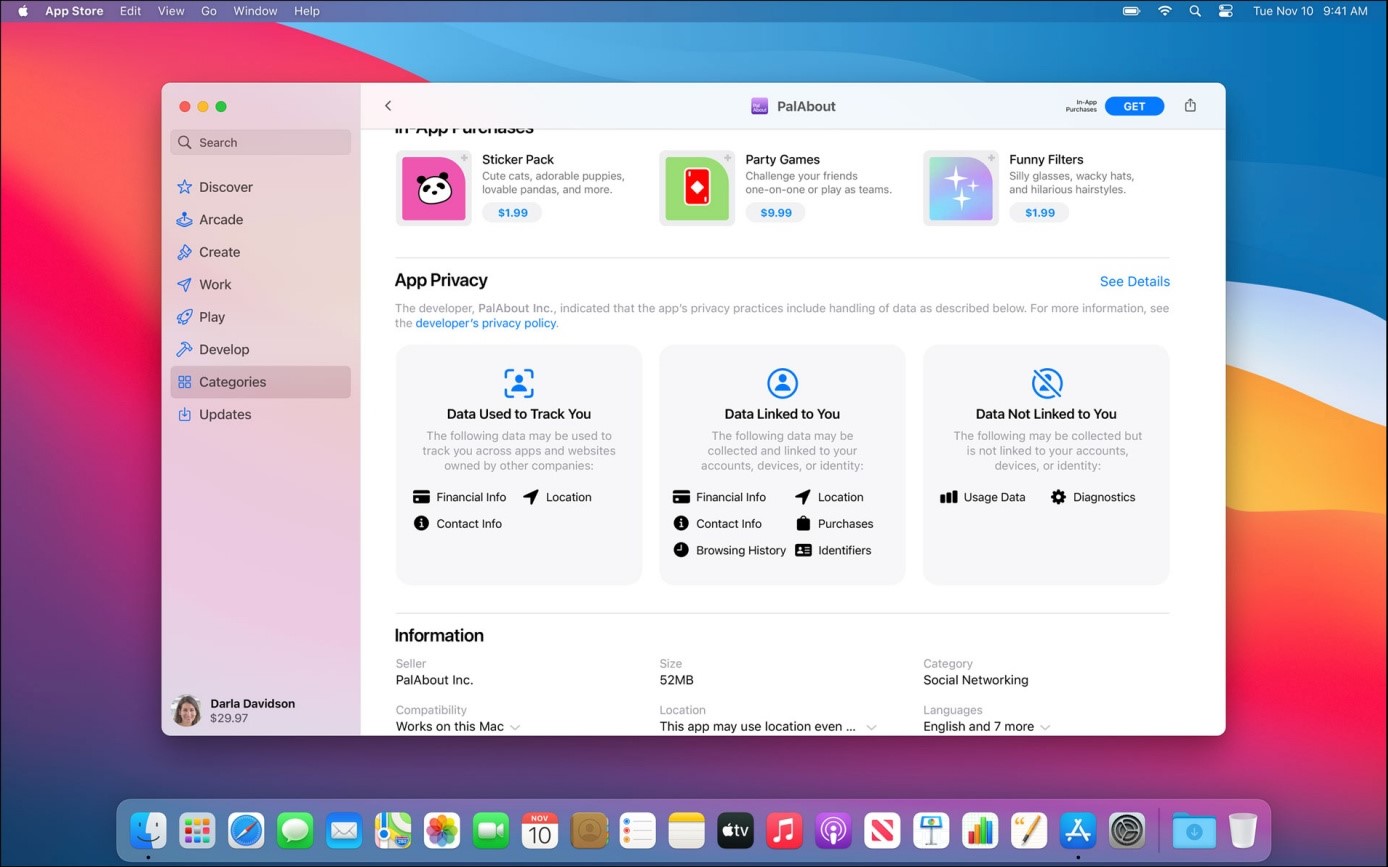 App Store Edit View Go Window Help
Tue Nov 10 9:41 AM
PalAbout
In-App
Purchases
GET
Search
Discover
Arcade
Create
Work
Play
Develop
Categories
Updates
Darla Davidson
$29.97
In-App Purchases
Sticker Pack
Cute cats, adorable puppies,
lovable pandas, and more.
$1.99
Party Games
Challenge your friends
one-on-one or play as teams.
$9.99
Funny Filters
Silly glasses, wacky hats,
and hilarious hairstyles.
$1.99
App Privacy
See Details
The developer, PalAbout Inc., indicated that the app's privacy practices include handling of data as described below. For more information, see
the developer's privacy policy.
Data Used to Track You
The following data may be used to
track you across apps and websites
owned by other companies:
Financial Info Location
Contact Info
Data Linked to You
The following data may be
collected and linked to your
accounts, devices, or identity:
Financial Info Location
Contact Info Purchases
Browsing History Identifiers
Data Not Linked to You
The following may be collected but
is not linked to your accounts,
devices, or identity:
Usage Data Diagnostics
Information
Seller
PalAbout Inc.
Size
52MB
Category
Social Networking
Compatibility
Works on this Mac
Location
This app may use location even ...
Languages
English and 7 more
NOV
10
tv